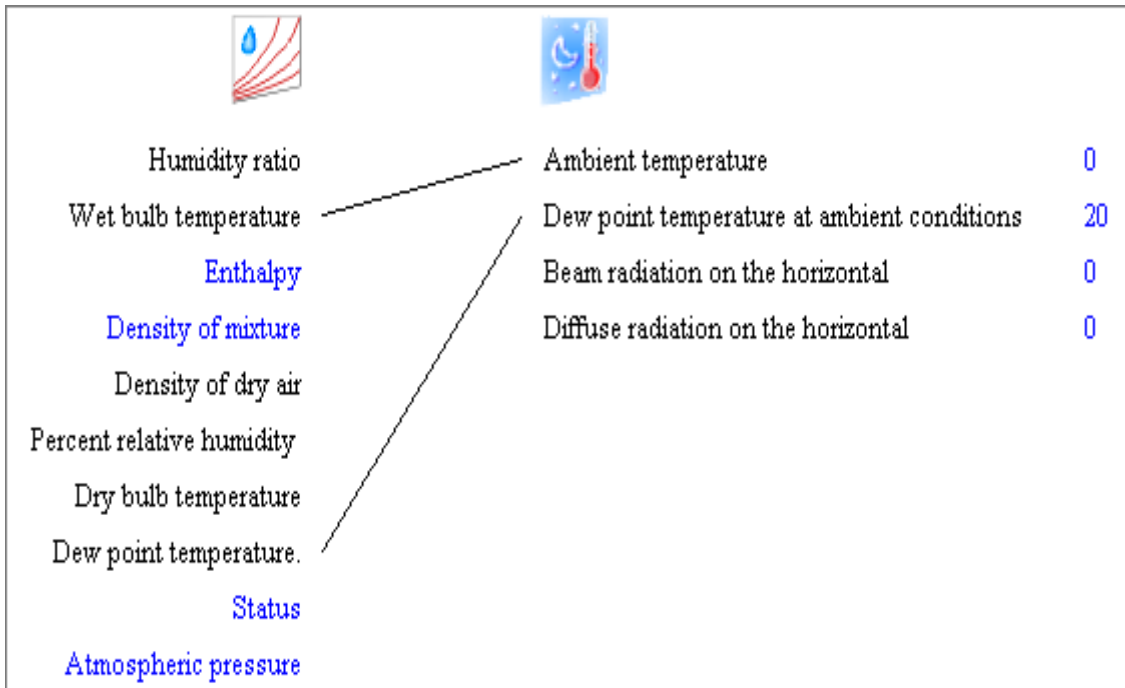 Humidity ratio Ambient temperature 0
Wet bulb temperature Dew point temperature at ambient conditions 20
Enthalpy Beam radiation on the horizontal 0
Density of mixture Diffuse radiation on the horizontal 0
Density of dry air
Percent relative humidity
Dry bulb temperature
Dew point temperature.
Status
Atmospheric pressure